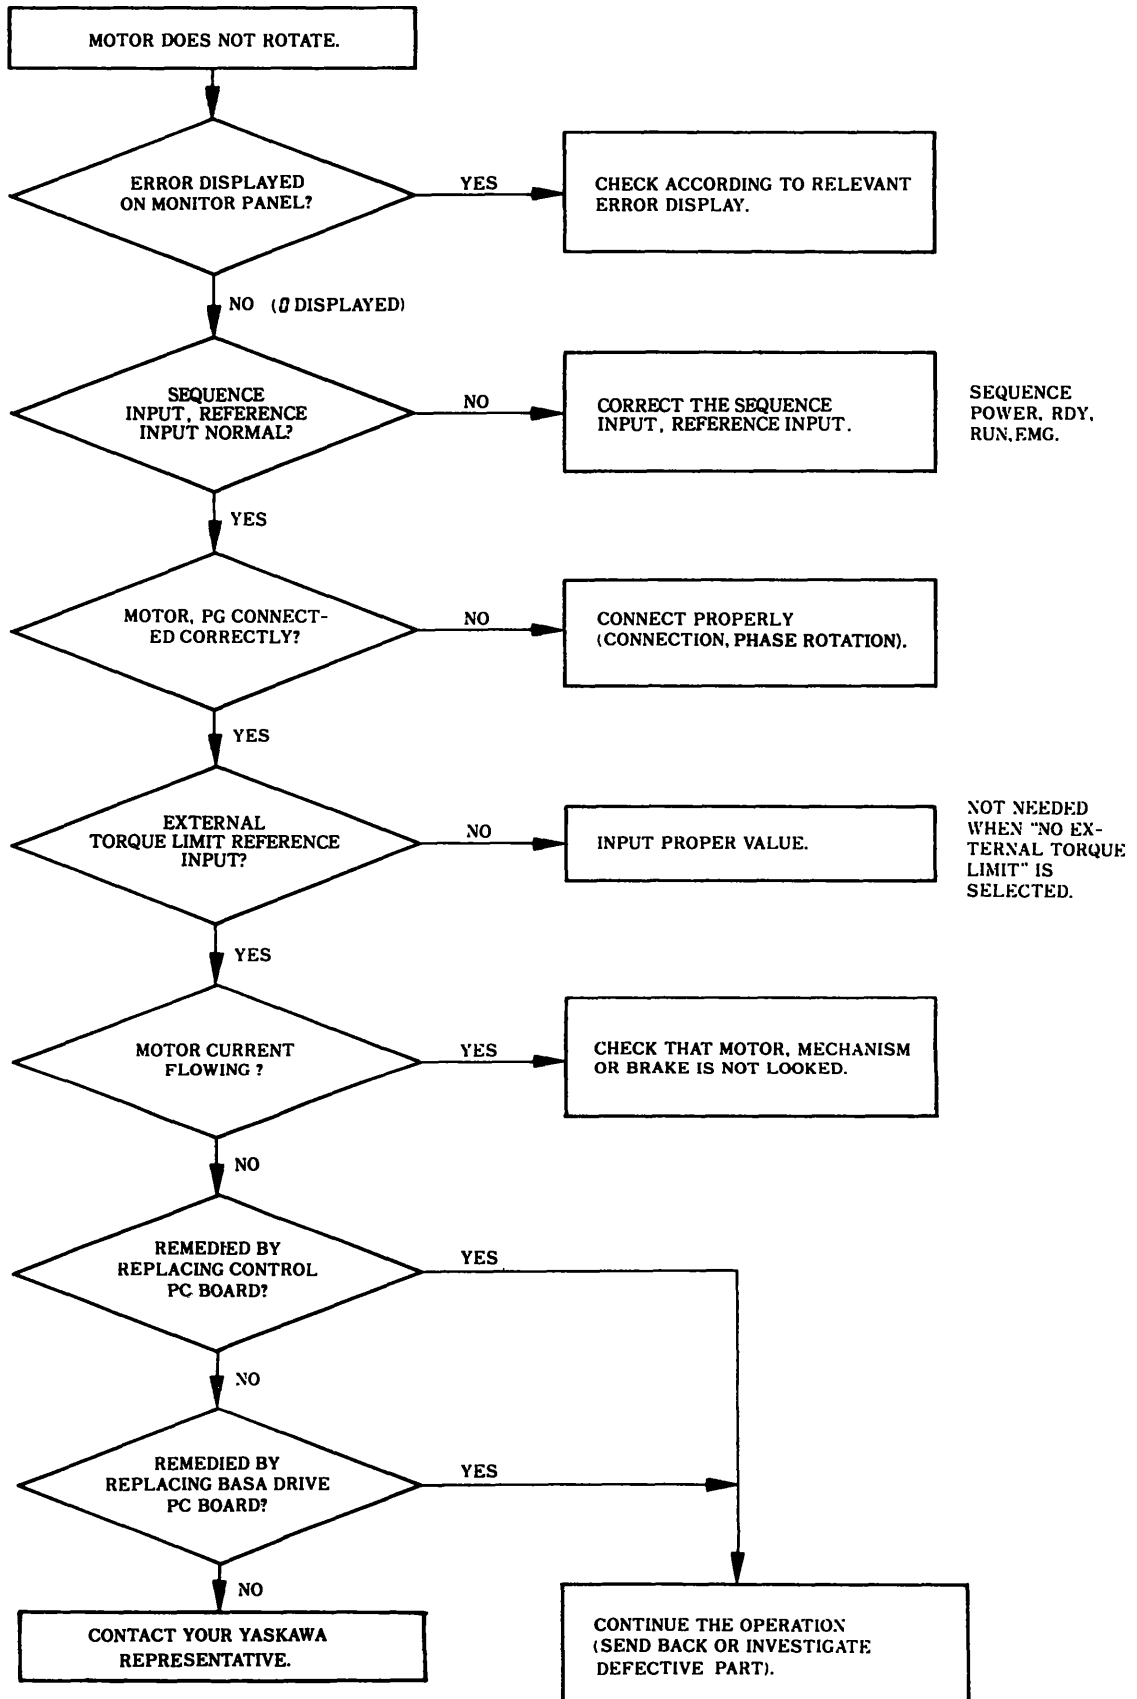 MOTOR DOES NOT ROTATE.
ERROR DISPLAYED
ON MONITOR PANEL?
YES
CHECK ACCORDING TO RELEVANT
ERROR DISPLAY.
NO (0 DISPLAYED)
SEQUENCE
INPUT, REFERENCE
INPUT NORMAL?
NO
CORRECT THE SEQUENCE
INPUT, REFERENCE INPUT.
SEQUENCE
POWER, RDY,
RUN, EMG.
YES
MOTOR, PG CONNECT-
ED CORRECTLY?
NO
CONNECT PROPERLY
(CONNECTION, PHASE ROTATION).
YES
EXTERNAL
TORQUE LIMIT REFERENCE
INPUT?
NO
INPUT PROPER VALUE.
NOT NEEDED
WHEN "NO EX-
TERNAL TORQUE
LIMIT" IS
SELECTED.
YES
MOTOR CURRENT
FLOWING ?
YES
CHECK THAT MOTOR, MECHANISM
OR BRAKE IS NOT LOOKED.
NO
REMEDIED BY
REPLACING CONTROL
PC BOARD?
YES
NO
REMEDIED BY
REPLACING BASA DRIVE
PC BOARD?
YES
NO
CONTACT YOUR YASKAWA
REPRESENTATIVE.
CONTINUE THE OPERATION
(SEND BACK OR INVESTIGATE
DEFECTIVE PART).